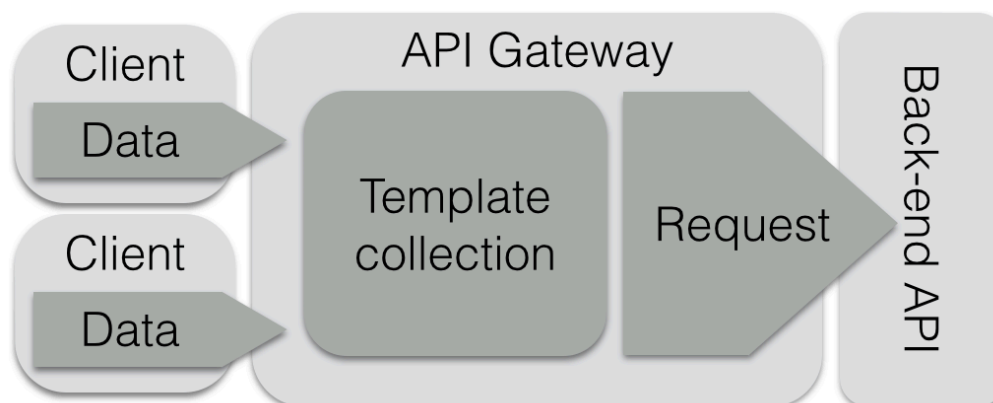 Client
Data
Client
Data
API Gateway
Template
collection
Request
Back-end API